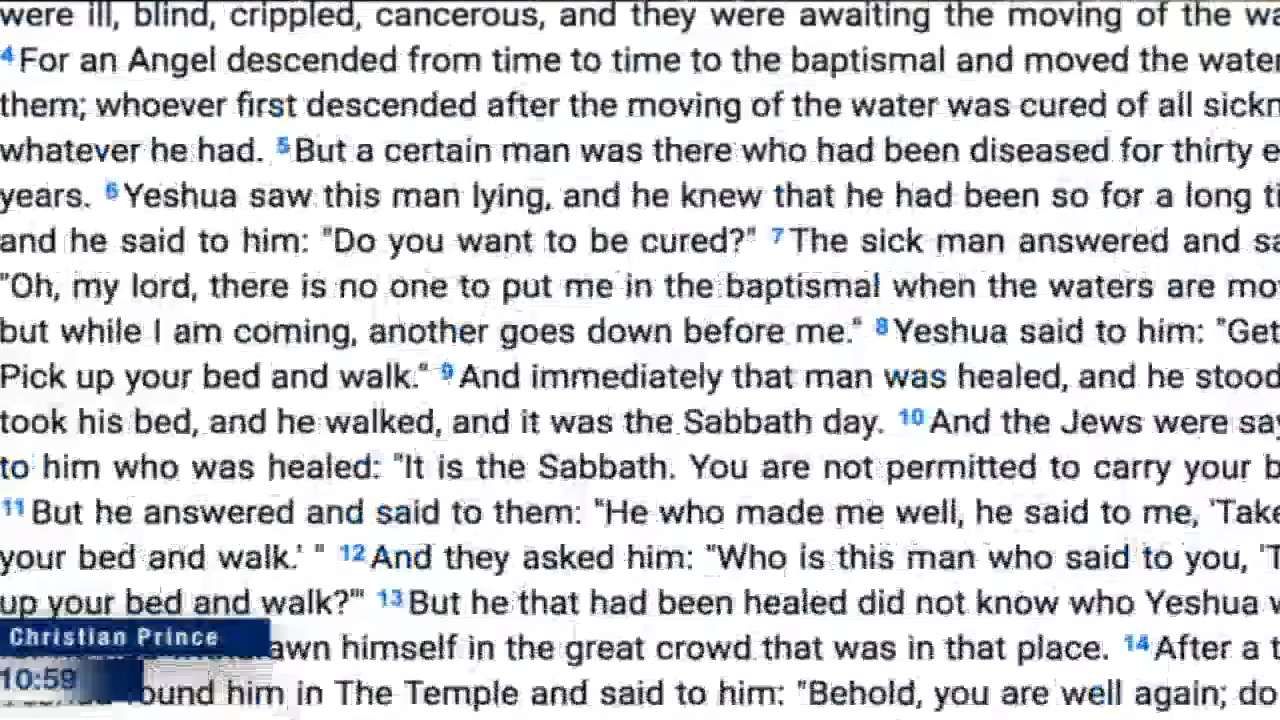 were ill, blind, crippled, cancerous, and they were awaiting the moving of the wa
4 For an Angel descended from time to time to the baptismal and moved the water
them; whoever first descended after the moving of the water was cured of all sickn
whatever he had. 5 But a certain man was there who had been diseased for thirty e
years. 6 Yeshua saw this man lying, and he knew that he had been so for a long ti
and he said to him: "Do you want to be cured?" 7 The sick man answered and sa
"Oh, my lord, there is no one to put me in the baptismal when the waters are mo
but while I am coming, another goes down before me." 8 Yeshua said to him: "Get
Pick up your bed and walk." 9 And immediately that man was healed, and he stood
took his bed, and he walked, and it was the Sabbath day. 10 And the Jews were say
to him who was healed: "It is the Sabbath. You are not permitted to carry your b
11 But he answered and said to them: "He who made me well, he said to me, 'Take
your bed and walk.' " 12 And they asked him: "Who is this man who said to you, 'T
up your bed and walk?'" 13 But he that had been healed did not know who Yeshua w
Christian Prince
awn himself in the great crowd that was in that place. 14 After a t
10:59
ound him in The Temple and said to him: "Behold, you are well again; do